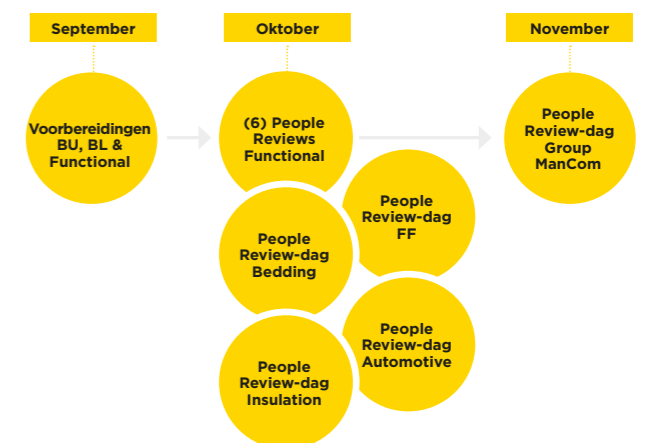 September
Oktober
November
Voorbereidingen
BU, BL &
Functional
(6) People
Reviews
Functional
People
Review-dag
Group
ManCom
People
Review-dag
FF
People
Review-dag
Bedding
People
Review-dag
Automotive
People
Review-dag
Insulation